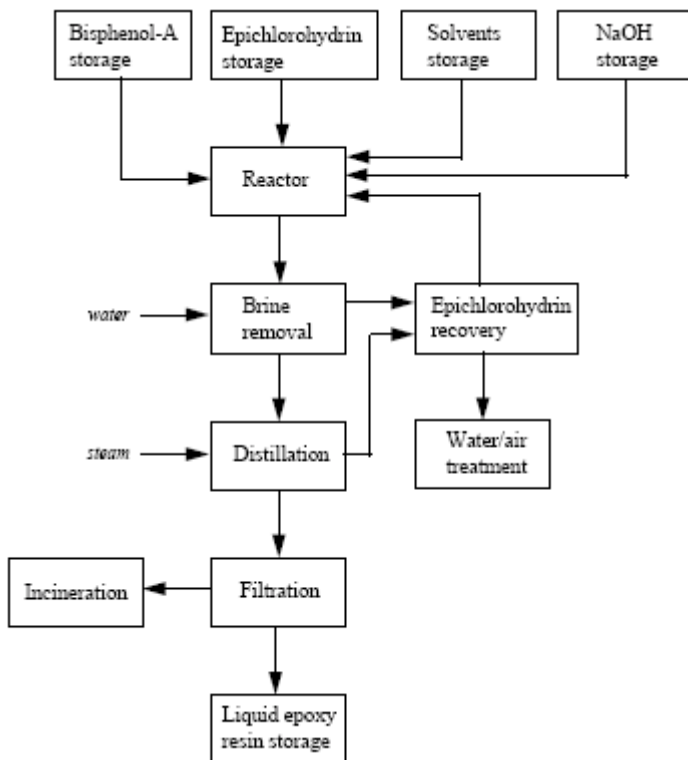 Bisphenol-A
storage
Epichlorohydrin
storage
Solvents
storage
NaOH
storage
Reactor
water
Brine
removal
Epichlorohydrin
recovery
steam
Distillation
Water/air
treatment
Incineration
Filtration
Liquid epoxy
resin storage